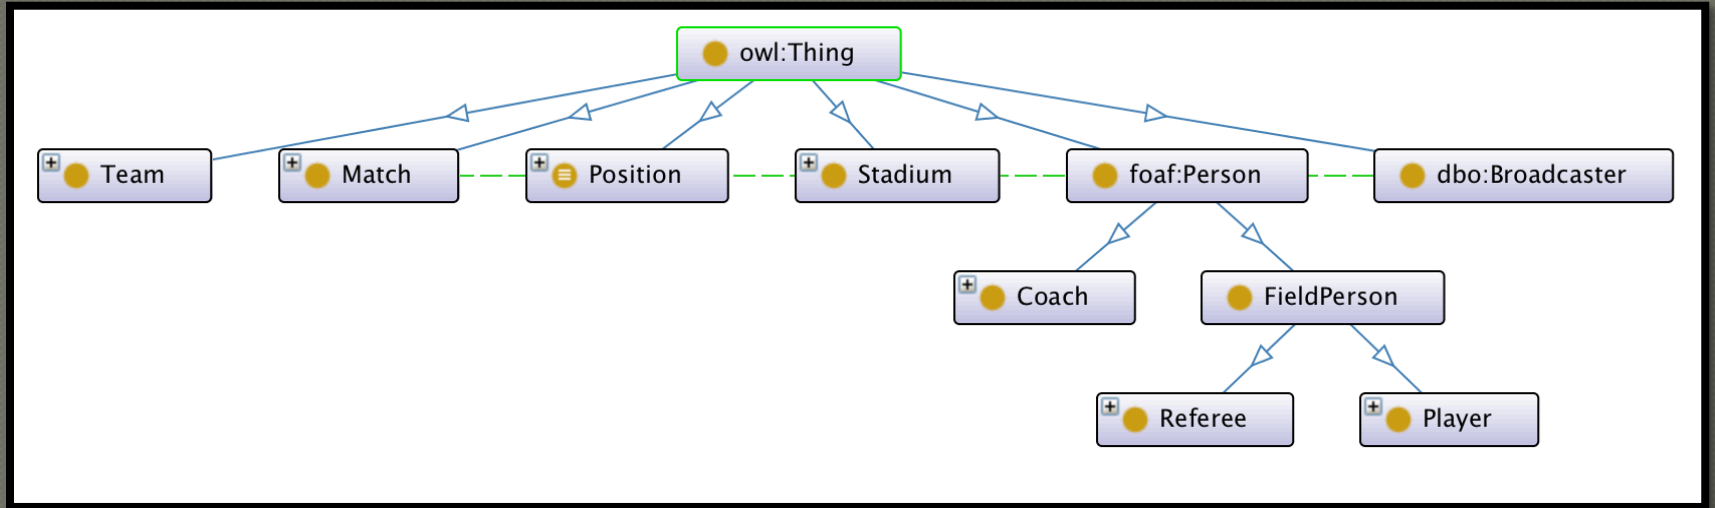 owl:Thing
Team
Match
Position
Stadium
foaf:Person
dbo:Broadcaster
Coach
FieldPerson
Referee
Player